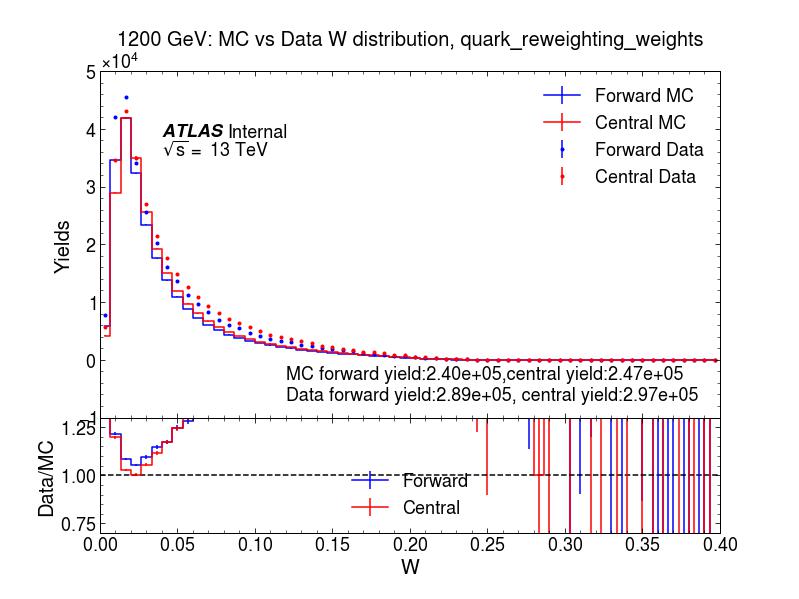 1200 GeV: MC vs Data W distribution, quark_reweighting_weights
×10⁴
5
4
3
2
1
0
1
Yields
ATLAS Internal
√s = 13 TeV
Forward MC
Central MC
Forward Data
Central Data
MC forward yield:2.40e+05,central yield:2.47e+05
Data forward yield:2.89e+05, central yield:2.97e+05
1.25
1.00
0.75
Data/MC
Forward
Central
0.00 0.05 0.10 0.15 0.20 0.25 0.30 0.35 0.40
W